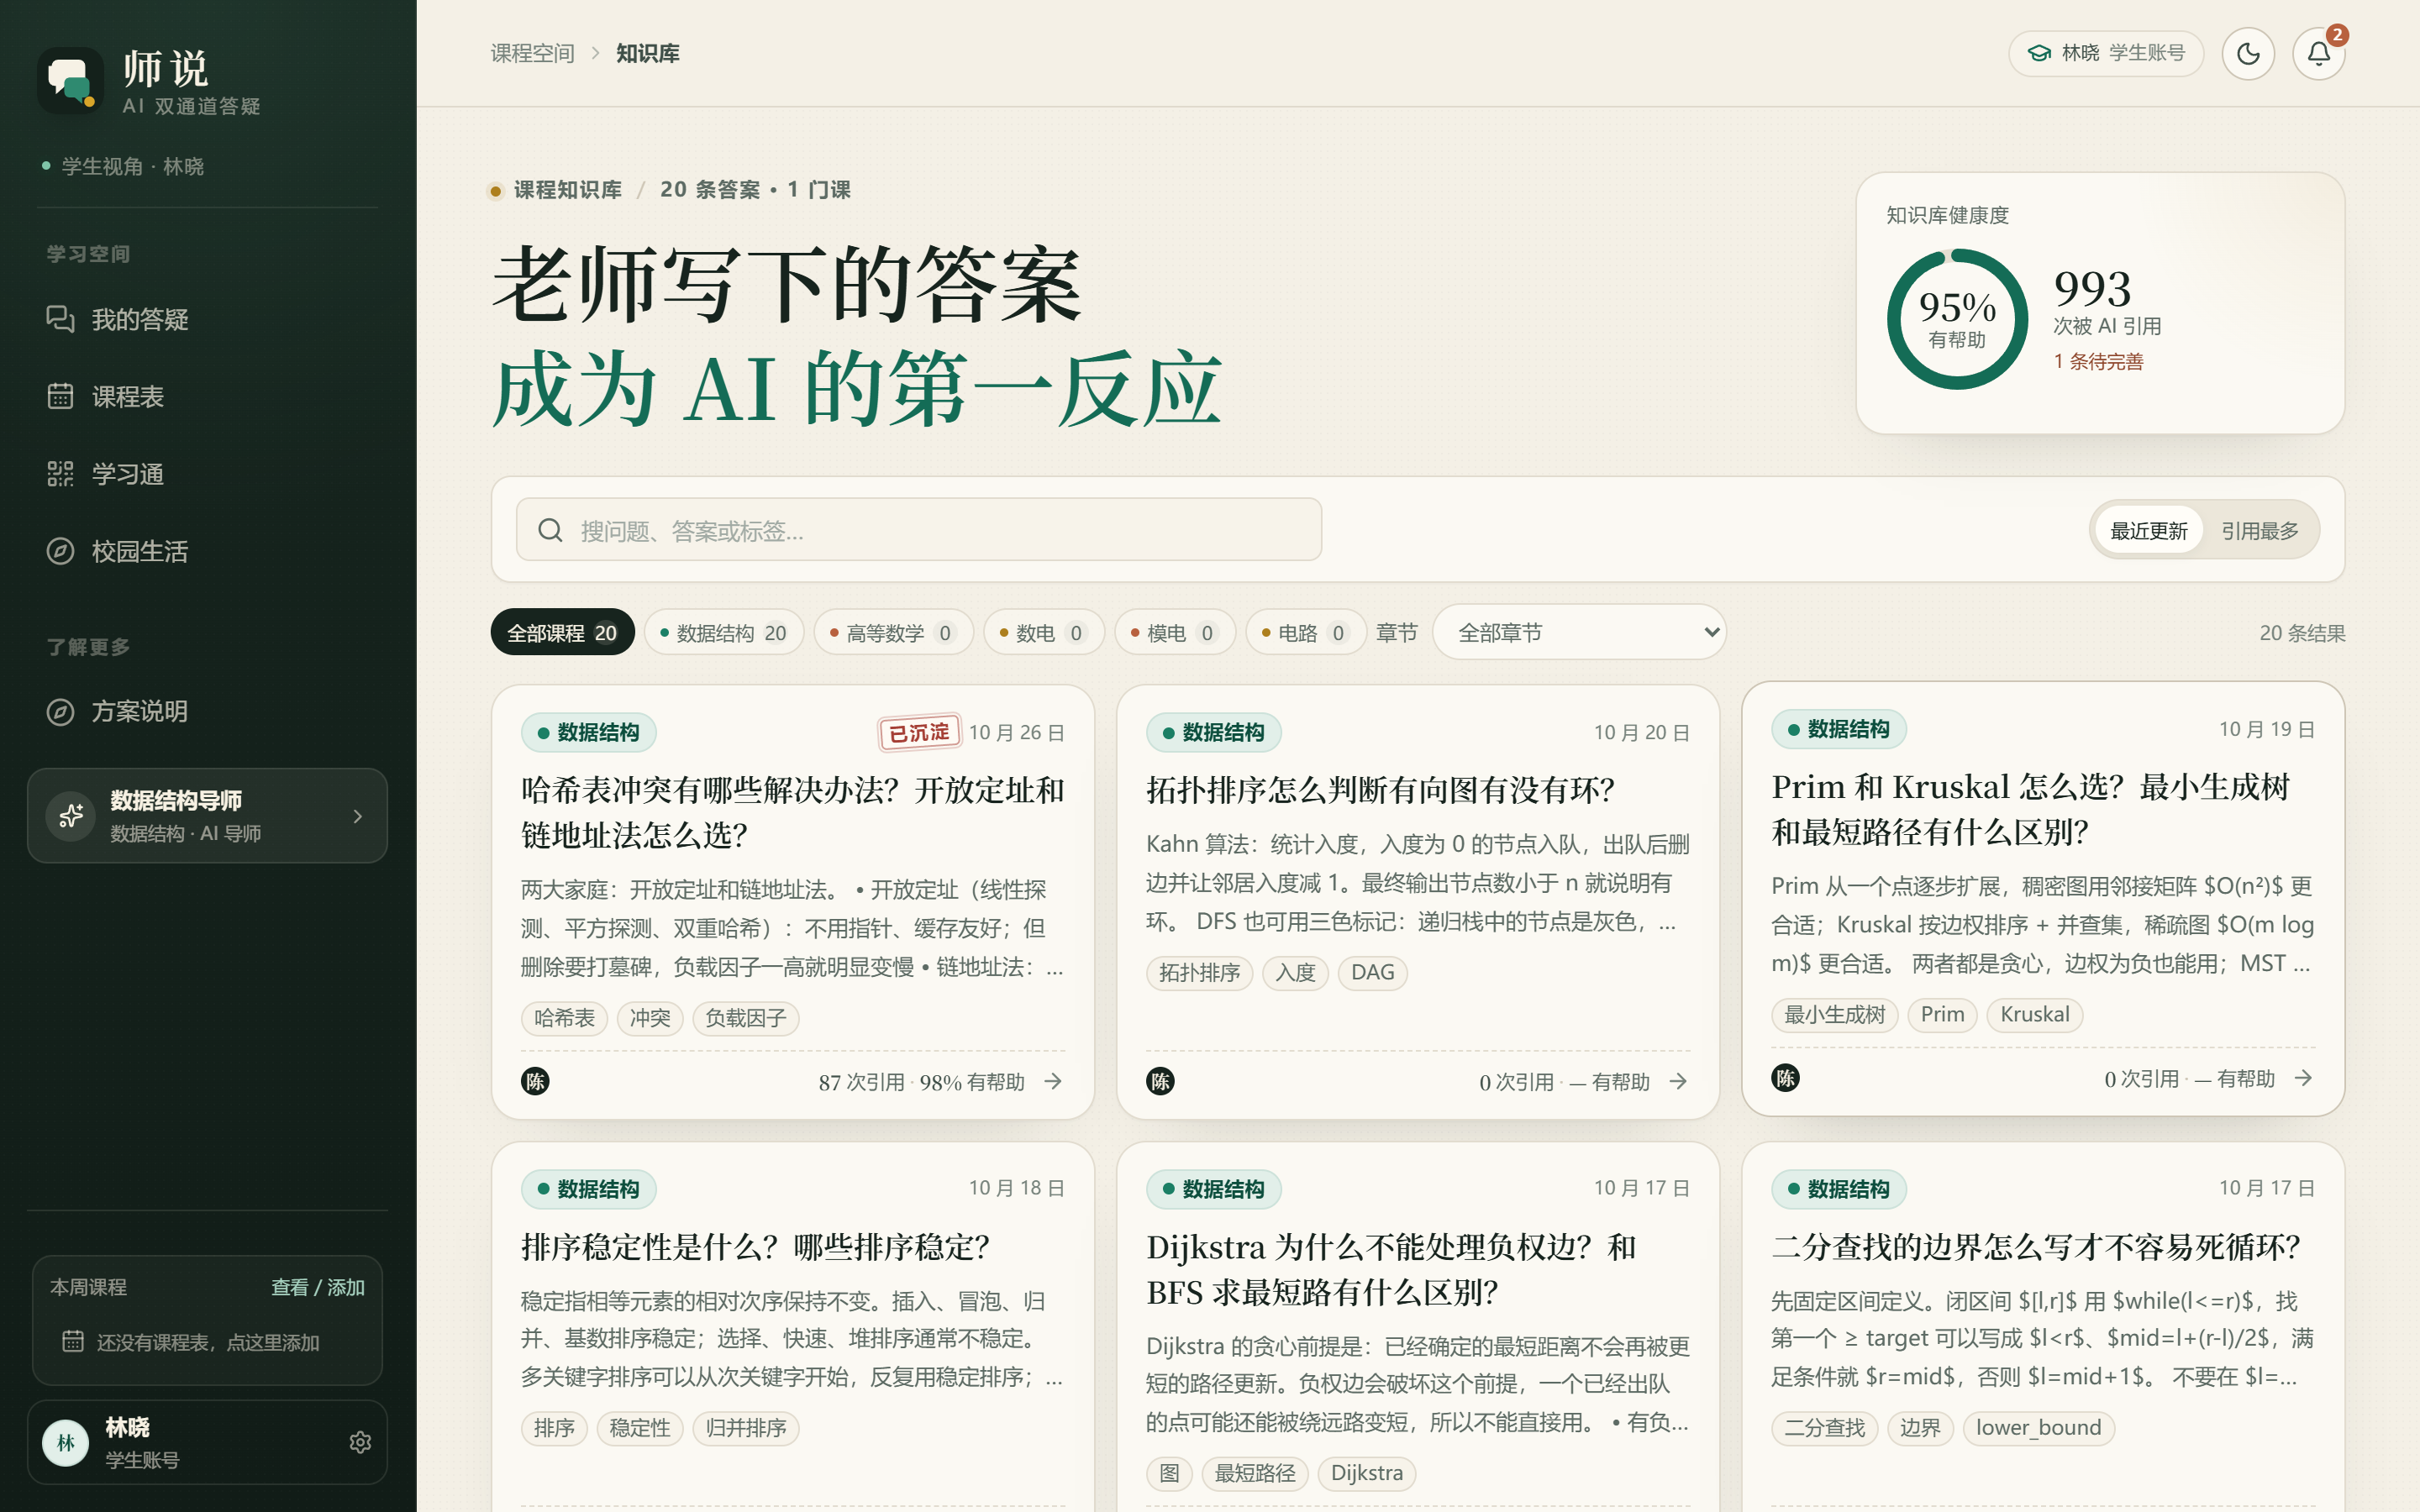 师说
AI 双通道答疑
学生视角 · 林晓
学习空间
我的答疑
课程表
学习通
校园生活
了解更多
方案说明
数据结构导师
数据结构 · AI 导师
本周课程
查看 / 添加
还没有课程表，点这里添加
林
林晓
学生账号
课程空间 > 知识库
林晓 学生账号
2
课程知识库 / 20 条答案 • 1 门课
老师写下的答案
成为 AI 的第一反应
知识库健康度
95%
有帮助
993
次被 AI 引用
1 条待完善
搜问题、答案或标签...
最近更新
引用最多
全部课程 20
数据结构 20
高等数学 0
数电 0
模电 0
电路 0
章节
全部章节
20 条结果
数据结构
已沉淀
10 月 26 日
哈希表冲突有哪些解决办法？开放定址和
链地址法怎么选？
两大家庭：开放定址和链地址法。 • 开放定址（线性探
测、平方探测、双重哈希）：不用指针、缓存友好；但
删除要打墓碑，负载因子一高就明显变慢 • 链地址法：...
哈希表
冲突
负载因子
陈
87 次引用 · 98% 有帮助
数据结构
10 月 20 日
拓扑排序怎么判断有向图有没有环？
Kahn 算法：统计入度，入度为 0 的节点入队，出队后删
边并让邻居入度减 1。最终输出节点数小于 n 就说明有
环。 DFS 也可用三色标记：递归栈中的节点是灰色，...
拓扑排序
入度
DAG
陈
0 次引用 · — 有帮助
数据结构
10 月 19 日
Prim 和 Kruskal 怎么选？最小生成树
和最短路径有什么区别？
Prim 从一个点逐步扩展，稠密图用邻接矩阵 $O(n²)$ 更
合适；Kruskal 按边权排序 + 并查集，稀疏图 $O(m log
m)$ 更合适。 两者都是贪心，边权为负也能用；MST ...
最小生成树
Prim
Kruskal
陈
0 次引用 · — 有帮助
数据结构
10 月 18 日
排序稳定性是什么？哪些排序稳定？
稳定指相等元素的相对次序保持不变。插入、冒泡、归
并、基数排序稳定；选择、快速、堆排序通常不稳定。
多关键字排序可以从次关键字开始，反复用稳定排序；...
排序
稳定性
归并排序
数据结构
10 月 17 日
Dijkstra 为什么不能处理负权边？和
BFS 求最短路有什么区别？
Dijkstra 的贪心前提是：已经确定的最短距离不会再被更
短的路径更新。负权边会破坏这个前提，一个已经出队
的点可能还能被绕远路变短，所以不能直接用。 • 有负...
图
最短路径
Dijkstra
数据结构
10 月 17 日
二分查找的边界怎么写才不容易死循环？
先固定区间定义。闭区间 $[l,r]$ 用 $while(l<=r)$，找
第一个 ≥ target 可以写成 $l<r$、$mid=l+(r-l)/2$，满
足条件就 $r=mid$，否则 $l=mid+1$。 不要在 $l=...
二分查找
边界
lower_bound